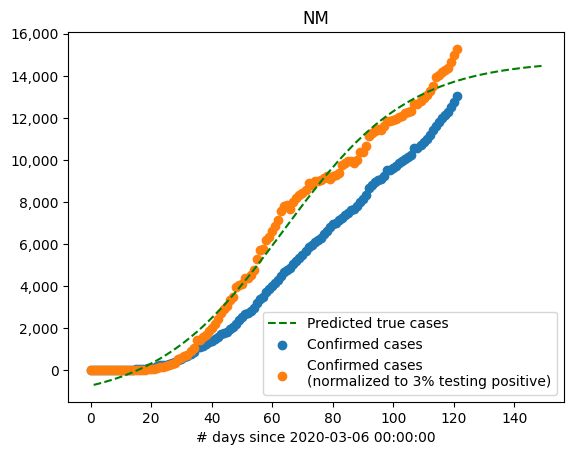 NM
16,000
14,000
12,000
10,000
8,000
6,000
4,000
2,000
0
Predicted true cases
Confirmed cases
Confirmed cases
(normalized to 3% testing positive)
0 20 40 60 80 100 120 140
# days since 2020-03-06 00:00:00